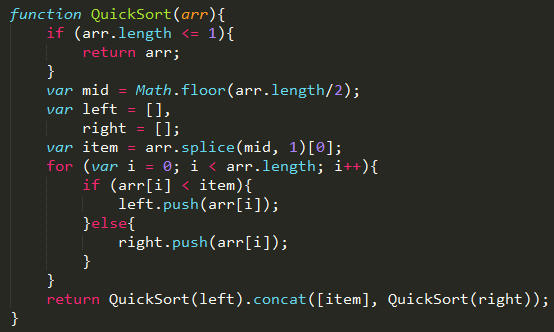 function QuickSort(arr){
    if (arr.length <= 1){
        return arr;
    }
    var mid = Math.floor(arr.length/2);
    var left = [],
        right = [];
    var item = arr.splice(mid, 1)[0];
    for (var i = 0; i < arr.length; i++){
        if (arr[i] < item){
            left.push(arr[i]);
        }else{
            right.push(arr[i]);
        }
    }
    return QuickSort(left).concat([item], QuickSort(right));
}